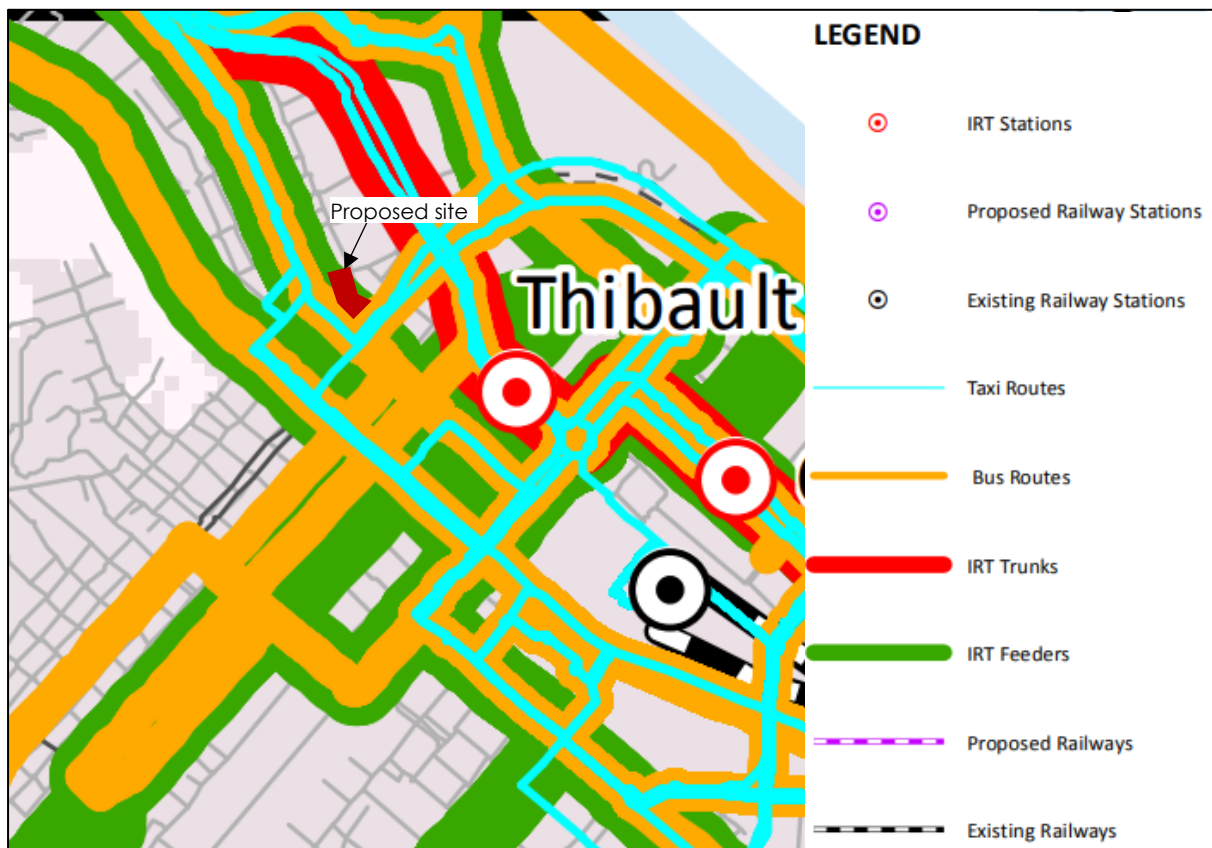 Proposed site
Thibault
LEGEND
IRT Stations
Proposed Railway Stations
Existing Railway Stations
Taxi Routes
Bus Routes
IRT Trunks
IRT Feeders
Proposed Railways
Existing Railways